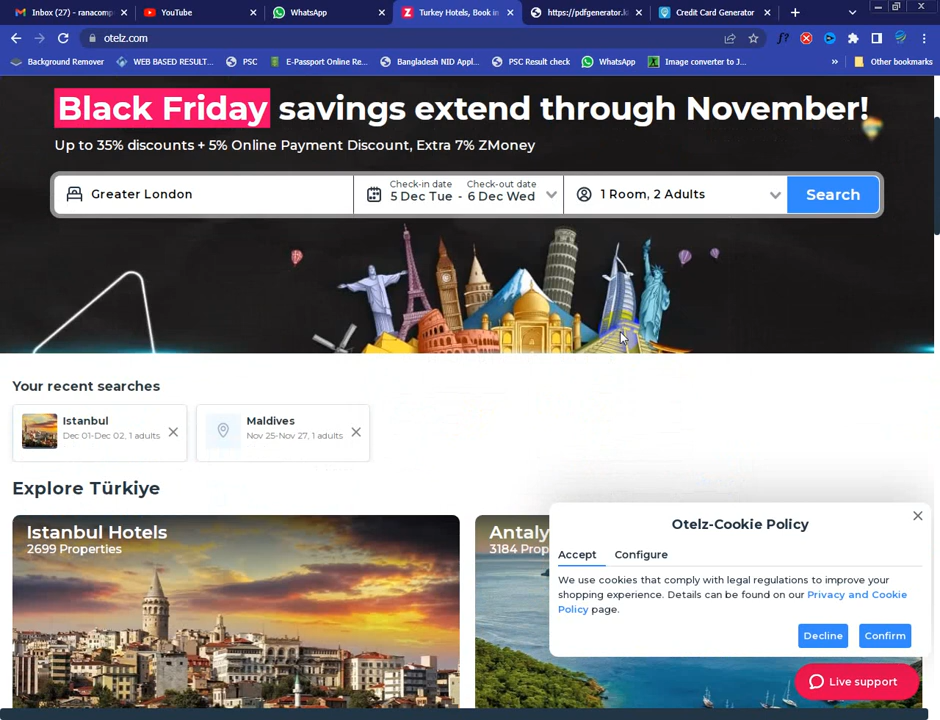 Inbox (27) - ranacomp
YouTube
WhatsApp
Turkey Hotels, Book in
https://pdfgenerator.l
Credit Card Generator
otelz.com
Background Remover
WEB BASED RESULT...
PSC
E-Passport Online Re...
Bangladesh NID Appl...
PSC Result check
WhatsApp
Image converter to J...
»
Other bookmarks
Black Friday savings extend through November!
Up to 35% discounts + 5% Online Payment Discount, Extra 7% ZMoney
Greater London
Check-in date
Check-out date
5 Dec Tue - 6 Dec Wed
1 Room, 2 Adults
Search
Your recent searches
Istanbul
Dec 01-Dec 02, 1 adults
Maldives
Nov 25-Nov 27, 1 adults
Explore Türkiye
Istanbul Hotels
2699 Properties
Antaly
3184 Prop
Otelz-Cookie Policy
Accept
Configure
We use cookies that comply with legal regulations to improve your
shopping experience. Details can be found on our Privacy and Cookie
Policy page.
Decline
Confirm
Live support